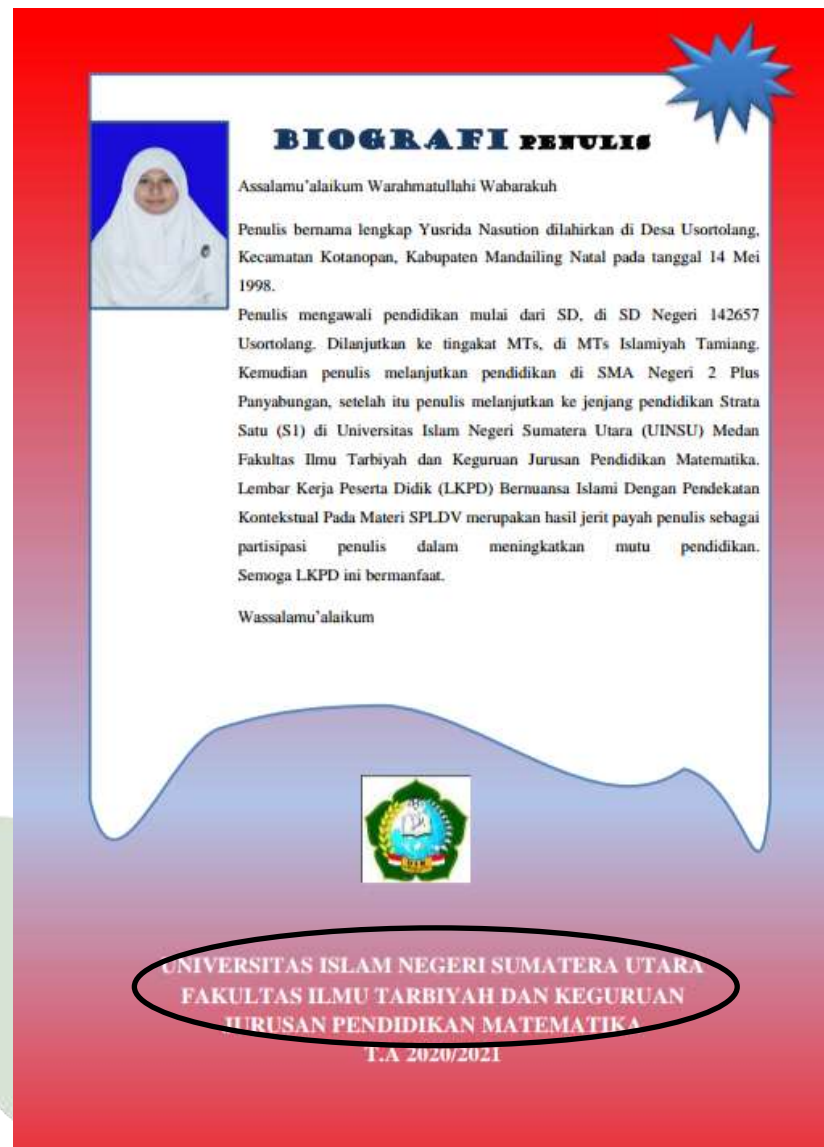 BIOGRAFI PENULIS
Assalamu'alaikum Warahmatullahi Wabarakuh
Penulis bernama lengkap Yusrida Nasution dilahirkan di Desa Usortolang,
Kecamatan Kotanopan, Kabupaten Mandailing Natal pada tanggal 14 Mei
1998.
Penulis mengawali pendidikan mulai dari SD, di SD Negeri 142657
Usortolang. Dilanjutkan ke tingakat MTs, di MTs Islamiyah Tamiang.
Kemudian penulis melanjutkan pendidikan di SMA Negeri 2 Plus
Panyabungan, setelah itu penulis melanjutkan ke jenjang pendidikan Strata
Satu (S1) di Universitas Islam Negeri Sumatera Utara (UINSU) Medan
Fakultas Ilmu Tarbiyah dan Keguruan Jurusan Pendidikan Matematika.
Lembar Kerja Peserta Didik (LKPD) Bernuansa Islami Dengan Pendekatan
Kontekstual Pada Materi SPLDV merupakan hasil jerit payah penulis sebagai
partisipasi penulis dalam meningkatkan mutu pendidikan.
Semoga LKPD ini bermanfaat.
Wassalamu'alaikum
UNIVERSITAS ISLAM NEGERI SUMATERA UTARA
FAKULTAS ILMU TARBIYAH DAN KEGURUAN
JURUSAN PENDIDIKAN MATEMATIKA
T.A 2020/2021